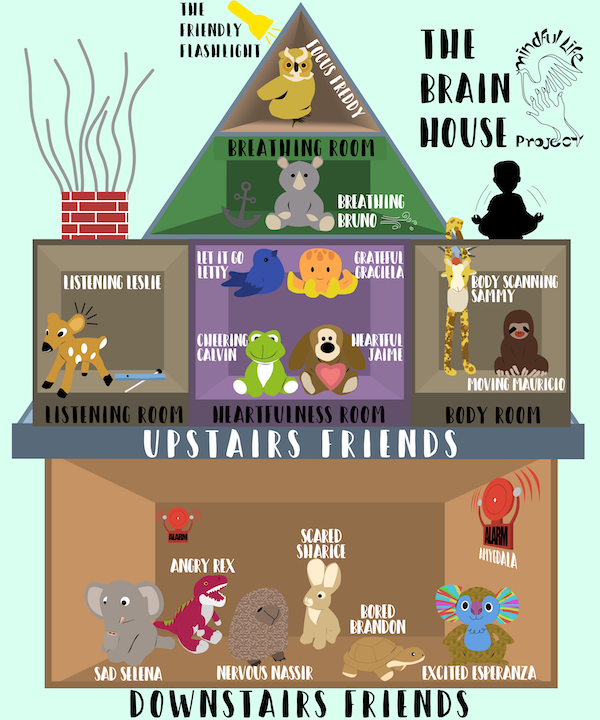 THE
FRIENDLY
FLASHLIGHT
FOCUS FREDDY
THE
BRAIN
HOUSE
mindful life
Project
BREATHING ROOM
BREATHING
BRUNO
LISTENING LESLIE
LET IT GO
LETTY
GRATEFUL
GRACIELA
BODY SCANNING
SAMMY
CHEERING
CALVIN
HEARTFUL
JAIME
MOVING MAURICIO
LISTENING ROOM
HEARTFULNESS ROOM
BODY ROOM
UPSTAIRS FRIENDS
ALARM
ALARM
AMYGDALA
SCARED
SHARICE
ANGRY REX
BORED
BRANDON
SAD SELENA
NERVOUS NASSIR
EXCITED ESPERANZA
DOWNSTAIRS FRIENDS